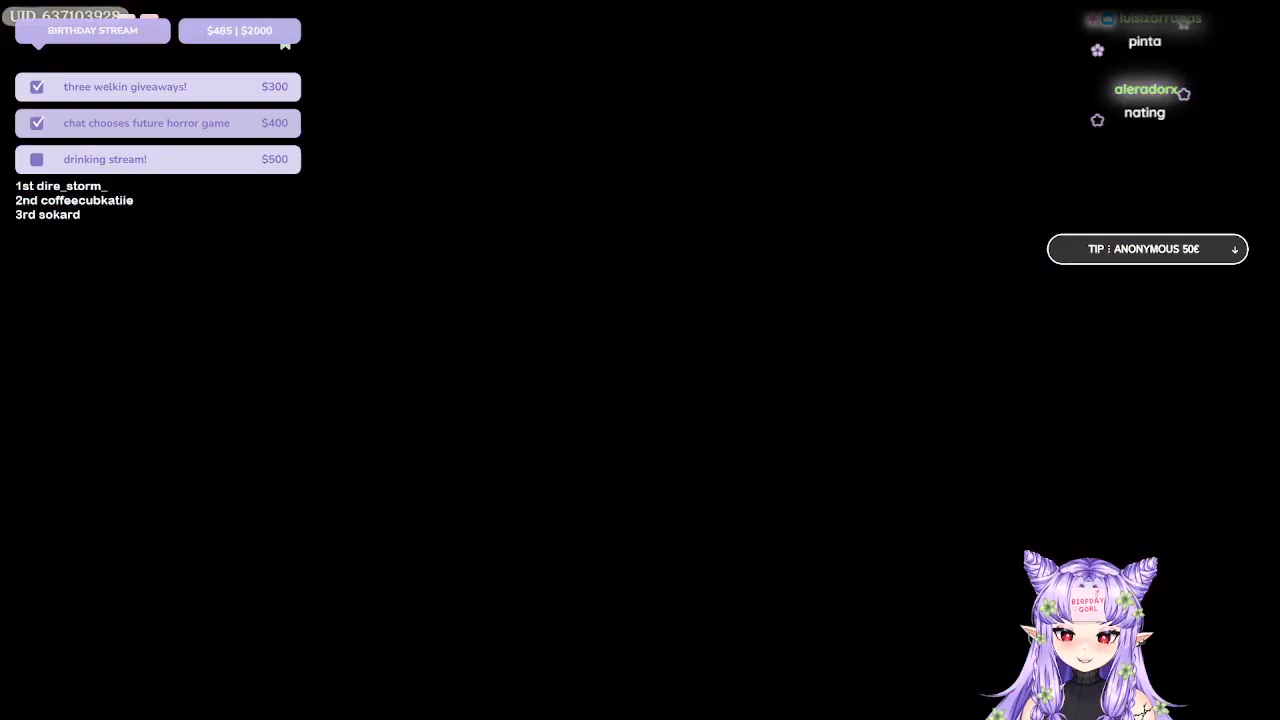 UID 637103928
BIRTHDAY STREAM
$485 | $2000
three welkin giveaways! $300
chat chooses future horror game $400
drinking stream! $500
1st dire_storm_
2nd coffeecubkatiie
3rd sokard
pinta
aleradorx
nating
TIP : ANONYMOUS 50€
BIRFDAY
GORL